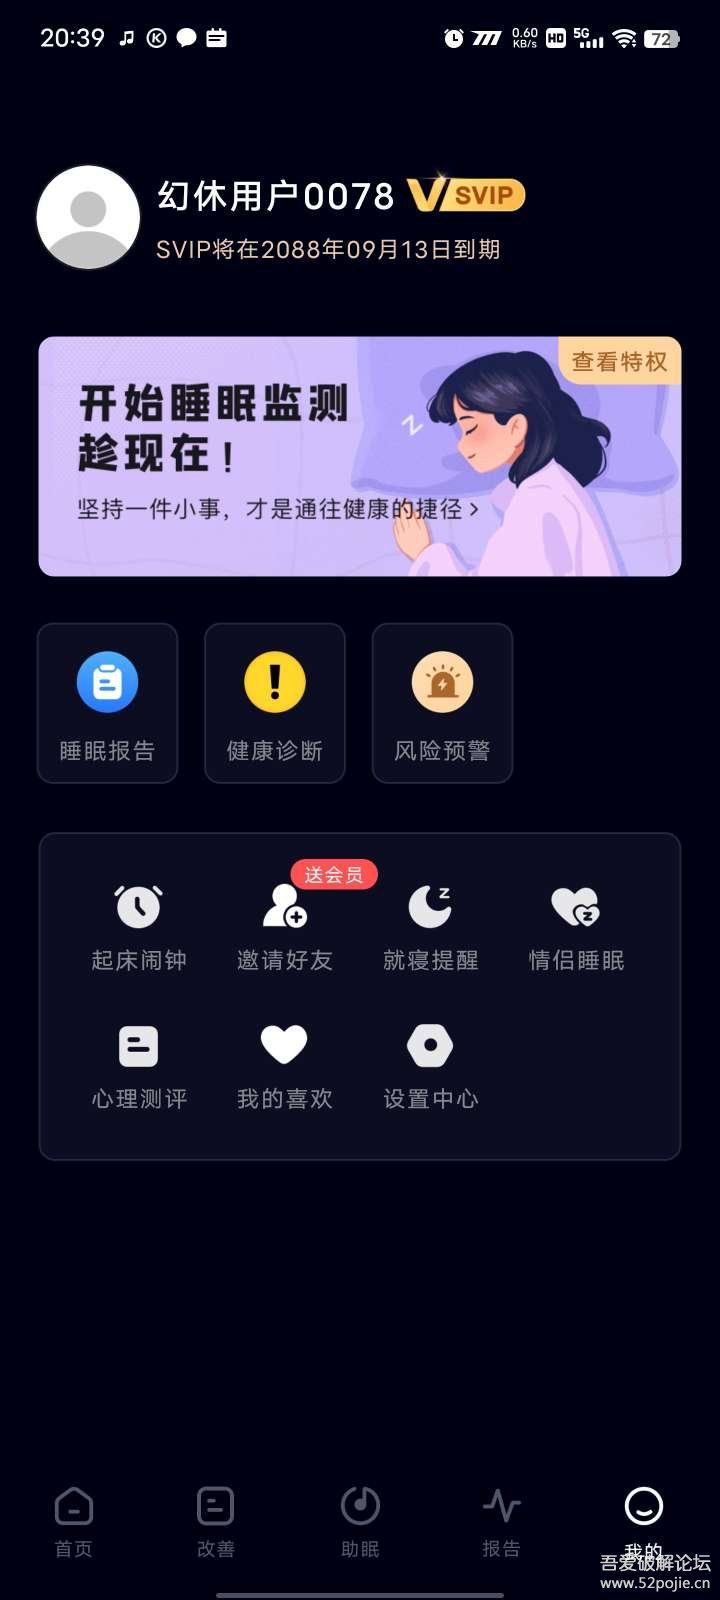 20:39
0.60 KB/s HD 5G 72
幻休用户0078 SVIP
SVIP将在2088年09月13日到期
查看特权
开始睡眠监测
趁现在！
坚持一件小事，才是通往健康的捷径
睡眠报告 健康诊断 风险预警
送会员
起床闹钟 邀请好友 就寝提醒 情侣睡眠
心理测评 我的喜欢 设置中心
首页 改善 助眠 报告 我的
吾爱破解论坛
www.52pojie.cn